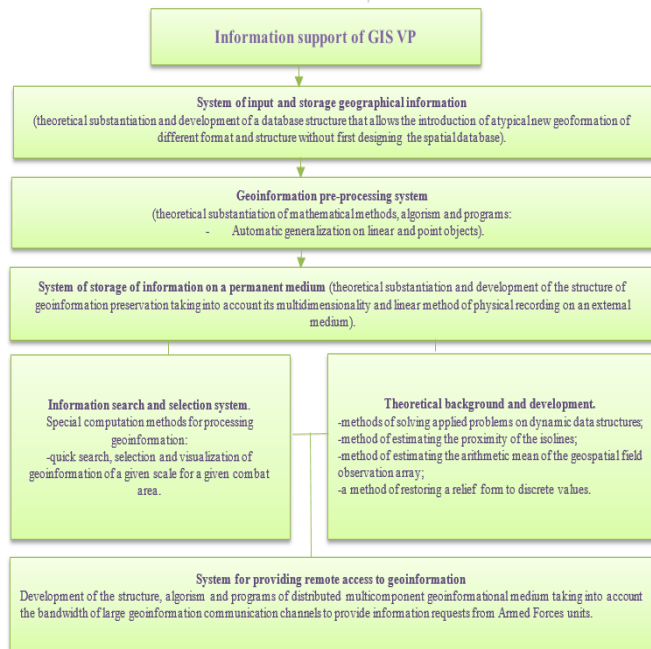 Information support of GIS VP
System of input and storage geographical information
(theoretical substantiation and development of a database structure that allows the introduction of atypical new geoformation of
different format and structure without first designing the spatial database).
Geoinformation pre-processing system
(theoretical substantiation of mathematical methods, algorism and programs:
- Automatic generalization on linear and point objects).
System of storage of information on a permanent medium (theoretical substantiation and development of the structure of
geoinformation preservation taking into account its multidimensionality and linear method of physical recording on an external
medium).
Information search and selection system.
Special computation methods for processing
geoinformation:
-quick search, selection and visualization of
geoinformation of a given scale for a given combat
area.
Theoretical background and development.
-methods of solving applied problems on dynamic data structures;
-method of estimating the proximity of the isolines;
-method of estimating the arithmetic mean of the geospatial field
observation array;
-a method of restoring a relief form to discrete values.
System for providing remote access to geoinformation
Development of the structure, algorism and programs of distributed multicomponent geoinformational medium taking into account
the bandwidth of large geoinformation communication channels to provide information requests from Armed Forces units.